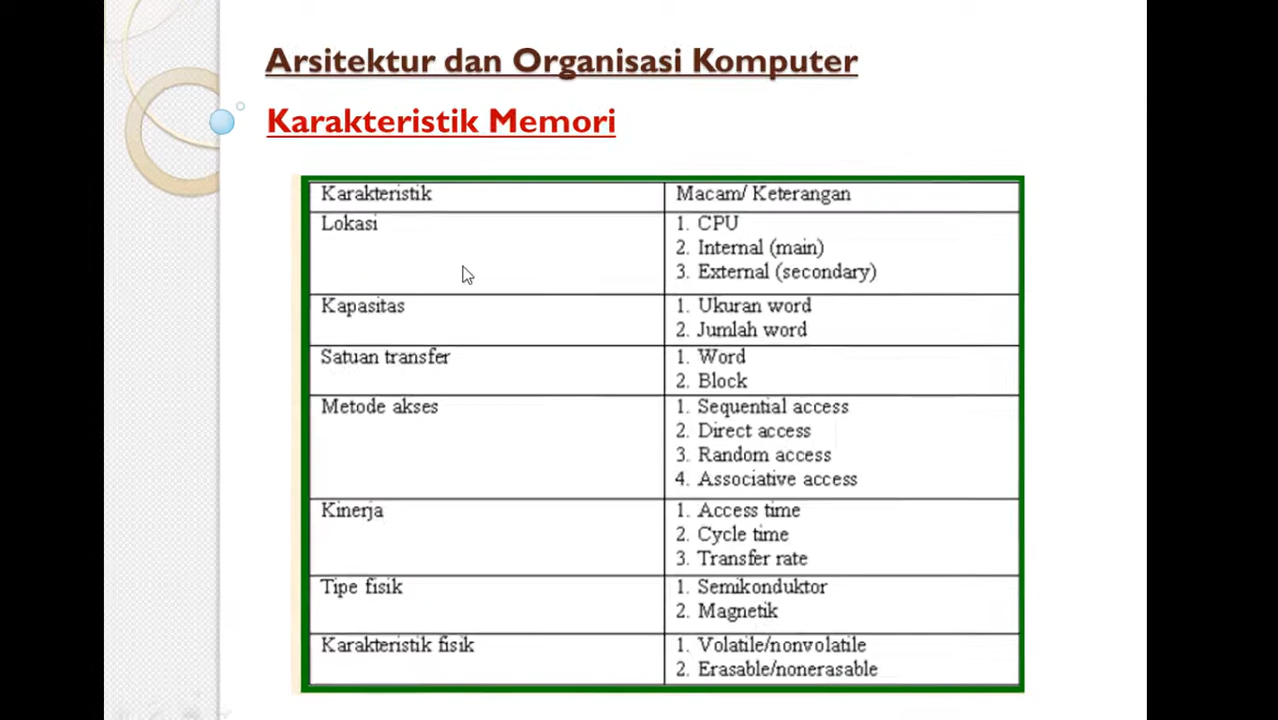 Arsitektur dan Organisasi Komputer
Karakteristik Memori
Karakteristik Macam/ Keterangan
Lokasi 1. CPU
2. Internal (main)
3. External (secondary)
Kapasitas 1. Ukuran word
2. Jumlah word
Satuan transfer 1. Word
2. Block
Metode akses 1. Sequential access
2. Direct access
3. Random access
4. Associative access
Kinerja 1. Access time
2. Cycle time
3. Transfer rate
Tipe fisik 1. Semikonduktor
2. Magnetik
Karakteristik fisik 1. Volatile/nonvolatile
2. Erasable/nonerasable